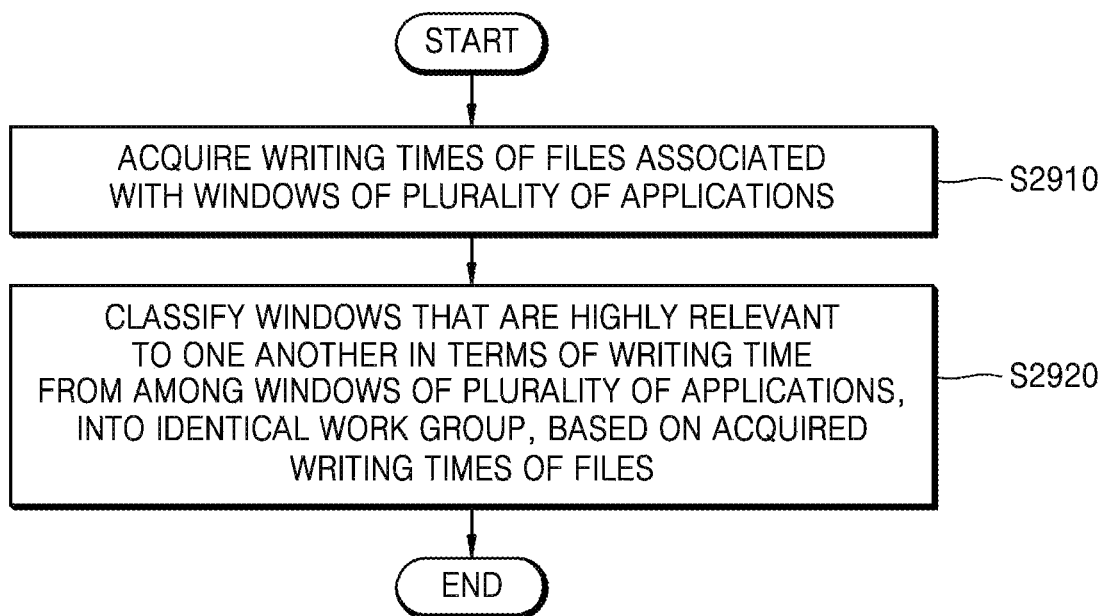 START
ACQUIRE WRITING TIMES OF FILES ASSOCIATED
WITH WINDOWS OF PLURALITY OF APPLICATIONS
S2910
CLASSIFY WINDOWS THAT ARE HIGHLY RELEVANT
TO ONE ANOTHER IN TERMS OF WRITING TIME
FROM AMONG WINDOWS OF PLURALITY OF APPLICATIONS,
INTO IDENTICAL WORK GROUP, BASED ON ACQUIRED
WRITING TIMES OF FILES
S2920
END